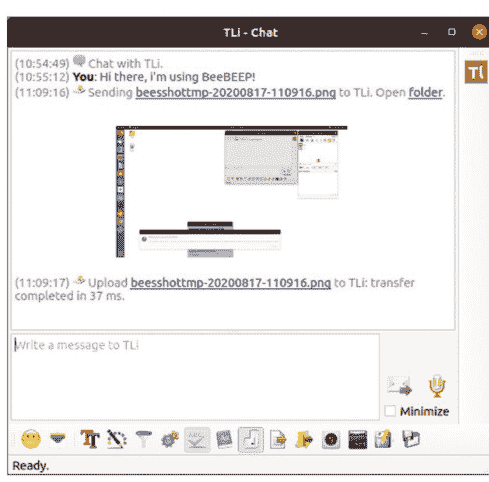 TLi - Chat
(10:54:49) Chat with TLi.
(10:55:12) You: Hi there, i'm using BeeBEEP!
(11:09:16) Sending beesshottmp-20200817-110916.png to TLi. Open folder.
(11:09:17) Upload beesshottmp-20200817-110916.png to TLi: transfer
completed in 37 ms.
Write a message to TLi
Minimize
Ready.
Ti